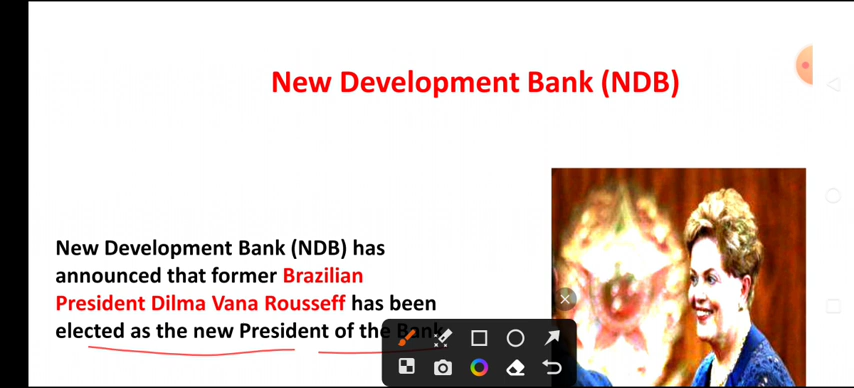 New Development Bank (NDB)
New Development Bank (NDB) has
announced that former Brazilian
President Dilma Vana Rousseff has been
elected as the new President of the Bank